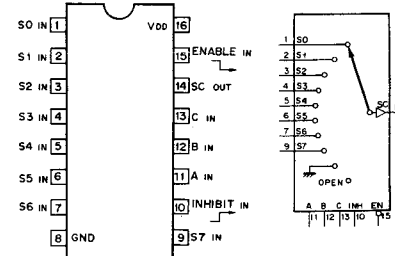 S0 IN 1
S1 IN 2
S2 IN 3
S3 IN 4
S4 IN 5
S5 IN 6
S6 IN 7
8 GND
VDD 16
15 ENABLE IN
14 SC OUT
13 C IN
12 B IN
11 A IN
10 INHIBIT IN
9 S7 IN
1 S0
2 S1
3 S2
4 S3
5 S4
6 S5
7 S6
9 S7
SC
OPEN
A B C INH EN
11 12 13 10 15